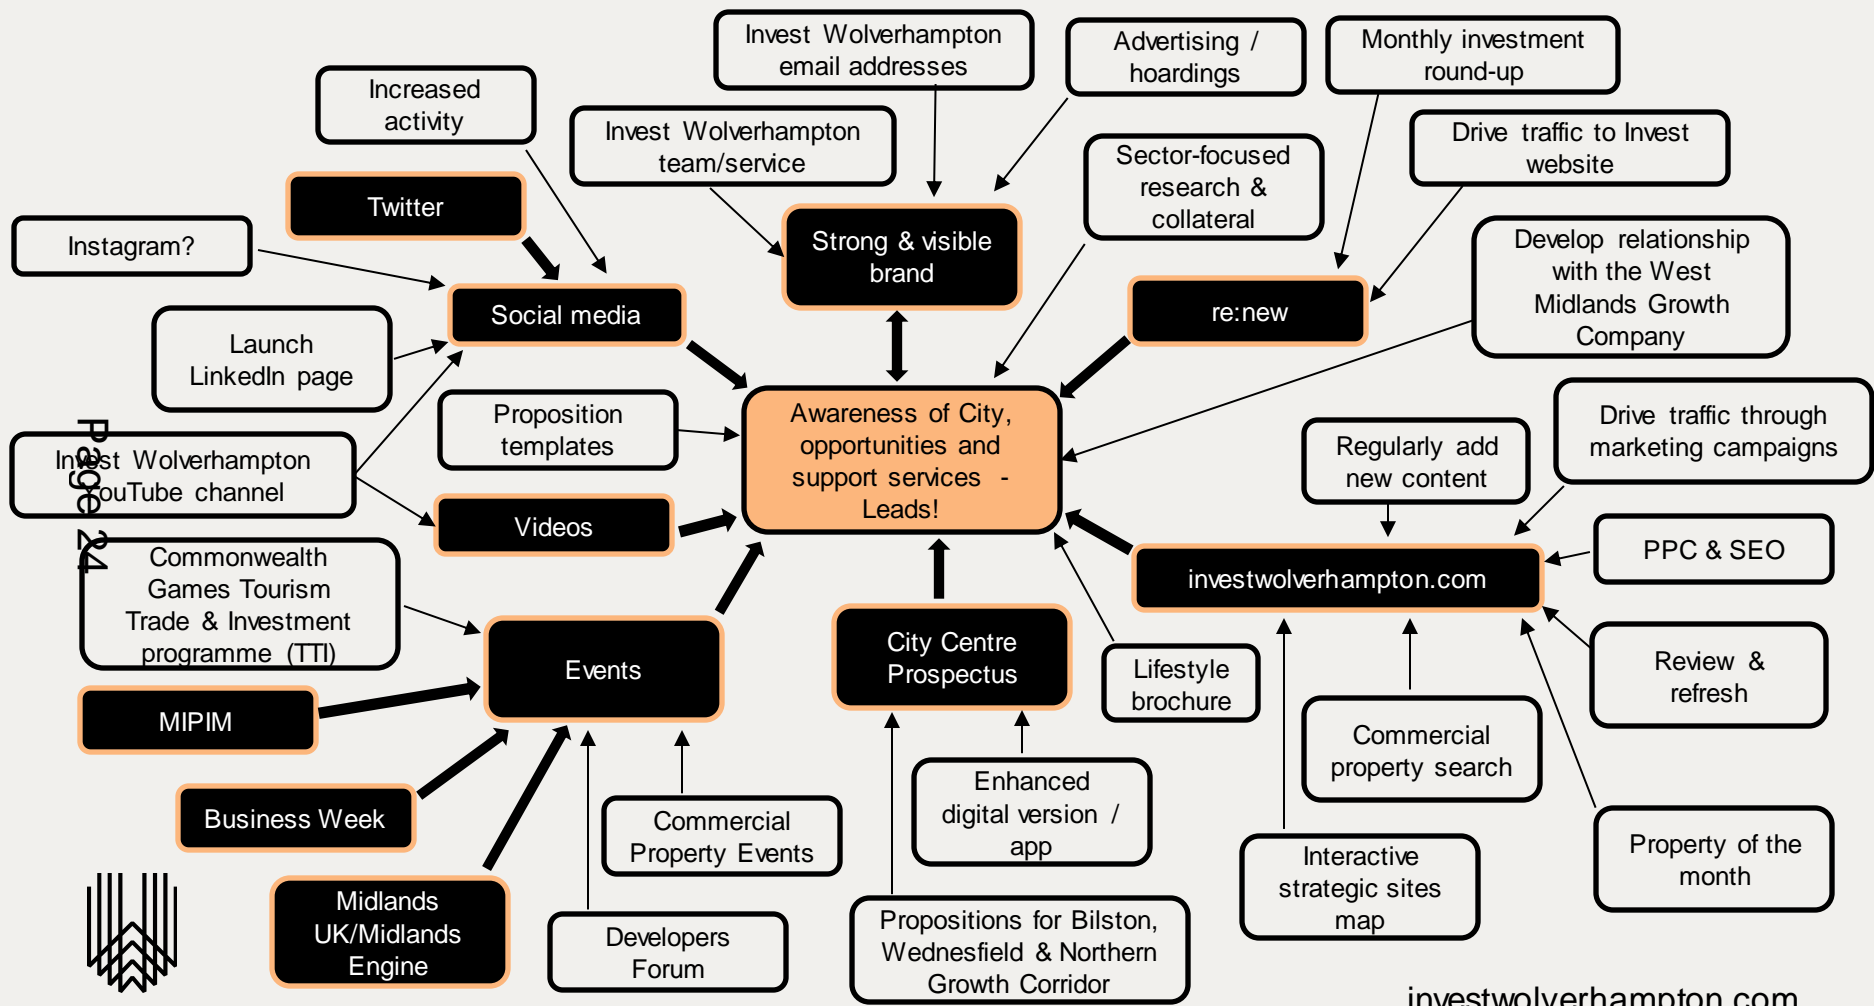 Invest Wolverhampton
email addresses
Advertising /
hoardings
Monthly investment
round-up
Increased
activity
Invest Wolverhampton
team/service
Drive traffic to Invest
website
Sector-focused
research &
collateral
Twitter
Instagram?
Strong & visible
brand
Develop relationship
with the West
Midlands Growth
Company
Social media
re:new
Launch
LinkedIn page
Proposition
templates
Awareness of City,
opportunities and
support services -
Leads!
Regularly add
new content
Drive traffic through
marketing campaigns
Page 24
Invest Wolverhampton
YouTube channel
Videos
PPC & SEO
Commonwealth
Games Tourism
Trade & Investment
programme (TTI)
investwolverhampton.com
Events
City Centre
Prospectus
Lifestyle
brochure
Review &
refresh
MIPIM
Commercial
property search
Business Week
Commercial
Property Events
Enhanced
digital version /
app
Interactive
strategic sites
map
Property of the
month
Midlands
UK/Midlands
Engine
Developers
Forum
Propositions for Bilston,
Wednesfield & Northern
Growth Corridor
investwolverhampton.com